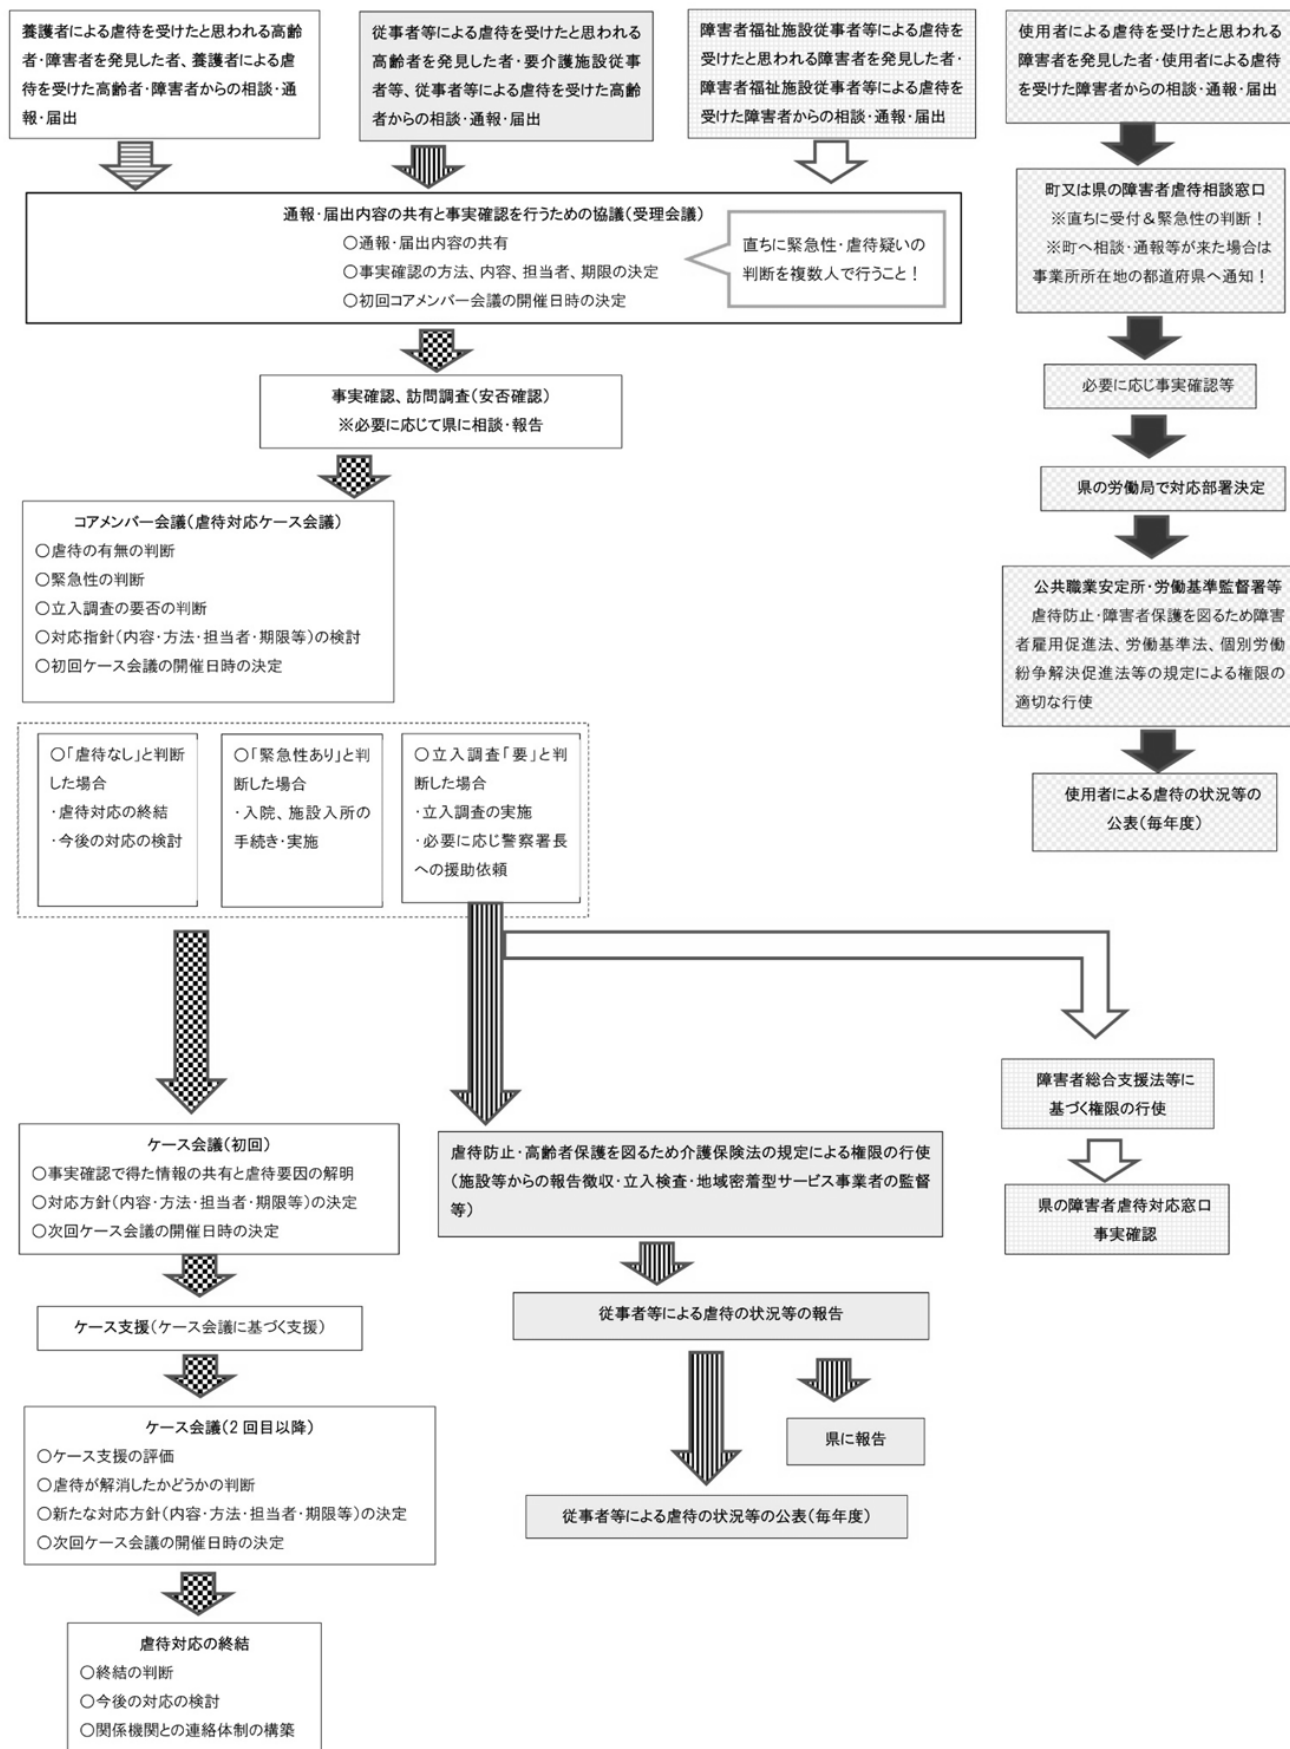 養護者による虐待を受けたと思われる高齢
者・障害者を発見した者、養護者による虐
待を受けた高齢者・障害者からの相談・通
報・届出
従事者等による虐待を受けたと思われる
高齢者を発見した者・要介護施設従事
者等、従事者等による虐待を受けた高齢
者からの相談・通報・届出
障害者福祉施設従事者等による虐待を
受けたと思われる障害者を発見した者・
障害者福祉施設従事者等による虐待を
受けた障害者からの相談・通報・届出
使用者による虐待を受けたと思われる
障害者を発見した者・使用者による虐待
を受けた障害者からの相談・通報・届出
通報・届出内容の共有と事実確認を行うための協議(受理会議)
○通報・届出内容の共有
○事実確認の方法、内容、担当者、期限の決定
○初回コアメンバー会議の開催日時の決定
直ちに緊急性・虐待疑いの
判断を複数人で行うこと！
町又は県の障害者虐待相談窓口
※直ちに受付＆緊急性の判断！
※町へ相談・通報等が来た場合は
事業所所在地の都道府県へ通知！
事実確認、訪問調査(安否確認)
※必要に応じて県に相談・報告
必要に応じ事実確認等
県の労働局で対応部署決定
コアメンバー会議(虐待対応ケース会議)
○虐待の有無の判断
○緊急性の判断
○立入調査の要否の判断
○対応指針(内容・方法・担当者・期限等)の検討
○初回ケース会議の開催日時の決定
公共職業安定所・労働基準監督署等
虐待防止・障害者保護を図るため障害
者雇用促進法、労働基準法、個別労働
紛争解決促進法等の規定による権限の
適切な行使
○「虐待なし」と判断
した場合
・虐待対応の終結
・今後の対応の検討
○「緊急性あり」と判
断した場合
・入院、施設入所の
手続き・実施
○立入調査「要」と判
断した場合
・立入調査の実施
・必要に応じ警察署長
への援助依頼
使用者による虐待の状況等の
公表(毎年度)
障害者総合支援法等に
基づく権限の行使
県の障害者虐待対応窓口
事実確認
ケース会議(初回)
○事実確認で得た情報の共有と虐待要因の解明
○対応方針(内容・方法・担当者・期限等)の決定
○次回ケース会議の開催日時の決定
虐待防止・高齢者保護を図るため介護保険法の規定による権限の行使
(施設等からの報告徴収・立入検査・地域密着型サービス事業者の監督
等)
ケース支援(ケース会議に基づく支援)
従事者等による虐待の状況等の報告
県に報告
従事者等による虐待の状況等の公表(毎年度)
ケース会議(2 回目以降)
○ケース支援の評価
○虐待が解消したかどうかの判断
○新たな対応方針(内容・方法・担当者・期限等)の決定
○次回ケース会議の開催日時の決定
虐待対応の終結
○終結の判断
○今後の対応の検討
○関係機関との連絡体制の構築